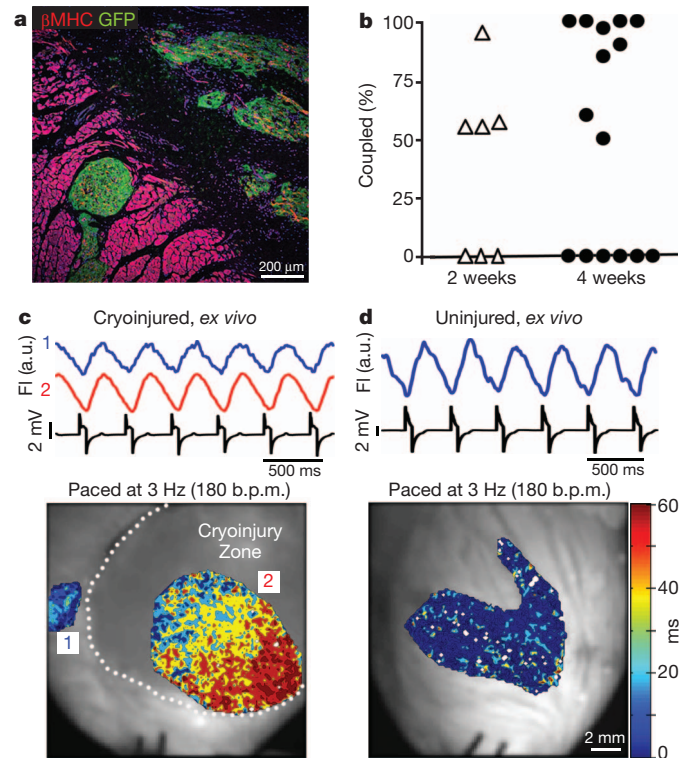 a
βMHC GFP
200 μm
b
Coupled (%)
100
75
50
25
0
2 weeks
4 weeks
c
Cryoinjured, ex vivo
FI (a.u.)
1
2
2 mV
500 ms
Paced at 3 Hz (180 b.p.m.)
Cryoinjury
Zone
2
1
d
Uninjured, ex vivo
FI (a.u.)
2 mV
500 ms
Paced at 3 Hz (180 b.p.m.)
2 mm
60
40
20
0
ms